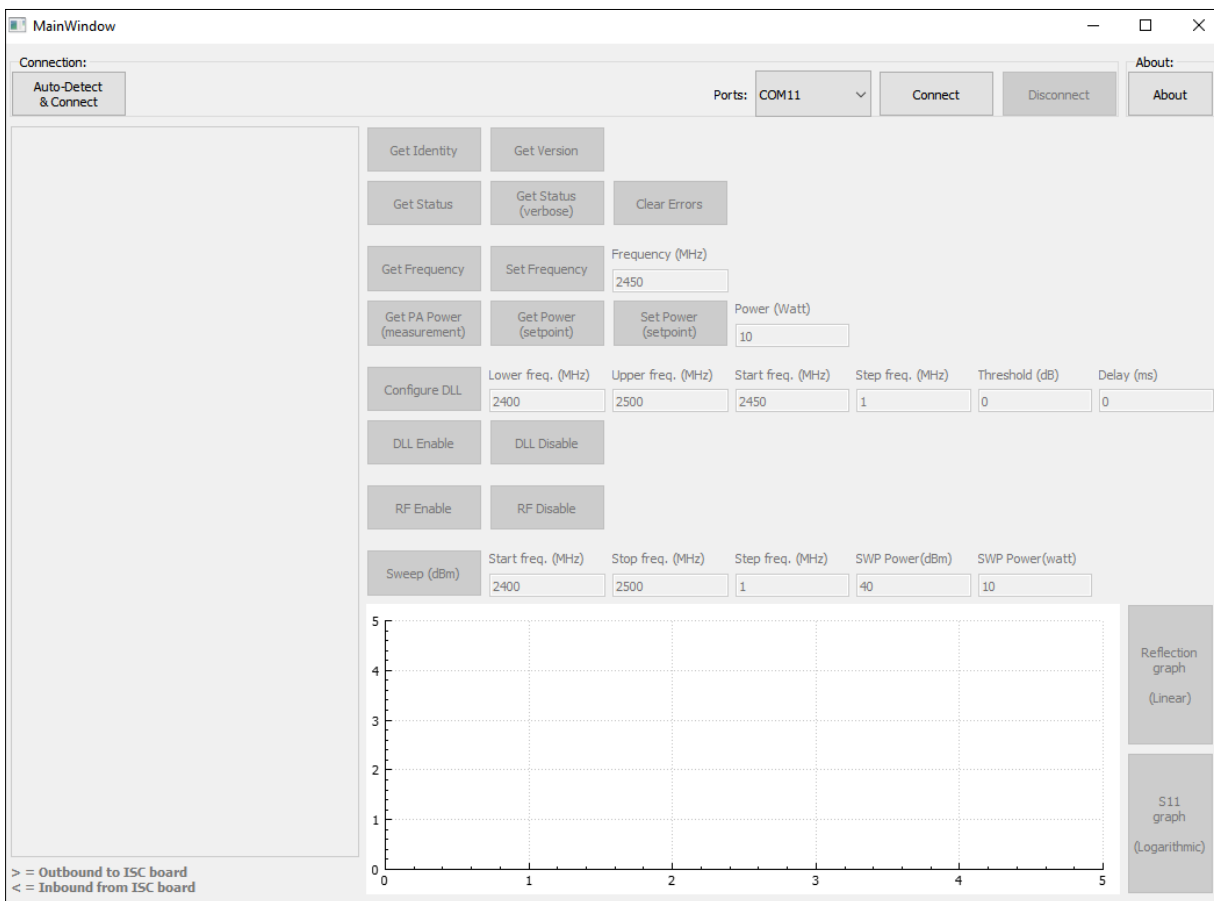 MainWindow
Connection:
About:
Auto-Detect
& Connect
Ports:
COM11
Connect
Disconnect
About
Get Identity
Get Version
Get Status
Get Status
(verbose)
Clear Errors
Get Frequency
Set Frequency
Frequency (MHz)
2450
Get PA Power
(measurement)
Get Power
(setpoint)
Set Power
(setpoint)
Power (Watt)
10
Configure DLL
Lower freq. (MHz)
2400
Upper freq. (MHz)
2500
Start freq. (MHz)
2450
Step freq. (MHz)
1
Threshold (dB)
0
Delay (ms)
0
DLL Enable
DLL Disable
RF Enable
RF Disable
Sweep (dBm)
Start freq. (MHz)
2400
Stop freq. (MHz)
2500
Step freq. (MHz)
1
SWP Power(dBm)
40
SWP Power(watt)
10
5
4
3
2
1
0
0 1 2 3 4 5
Reflection
graph
(Linear)
S11
graph
(Logarithmic)
> = Outbound to ISC board
< = Inbound from ISC board